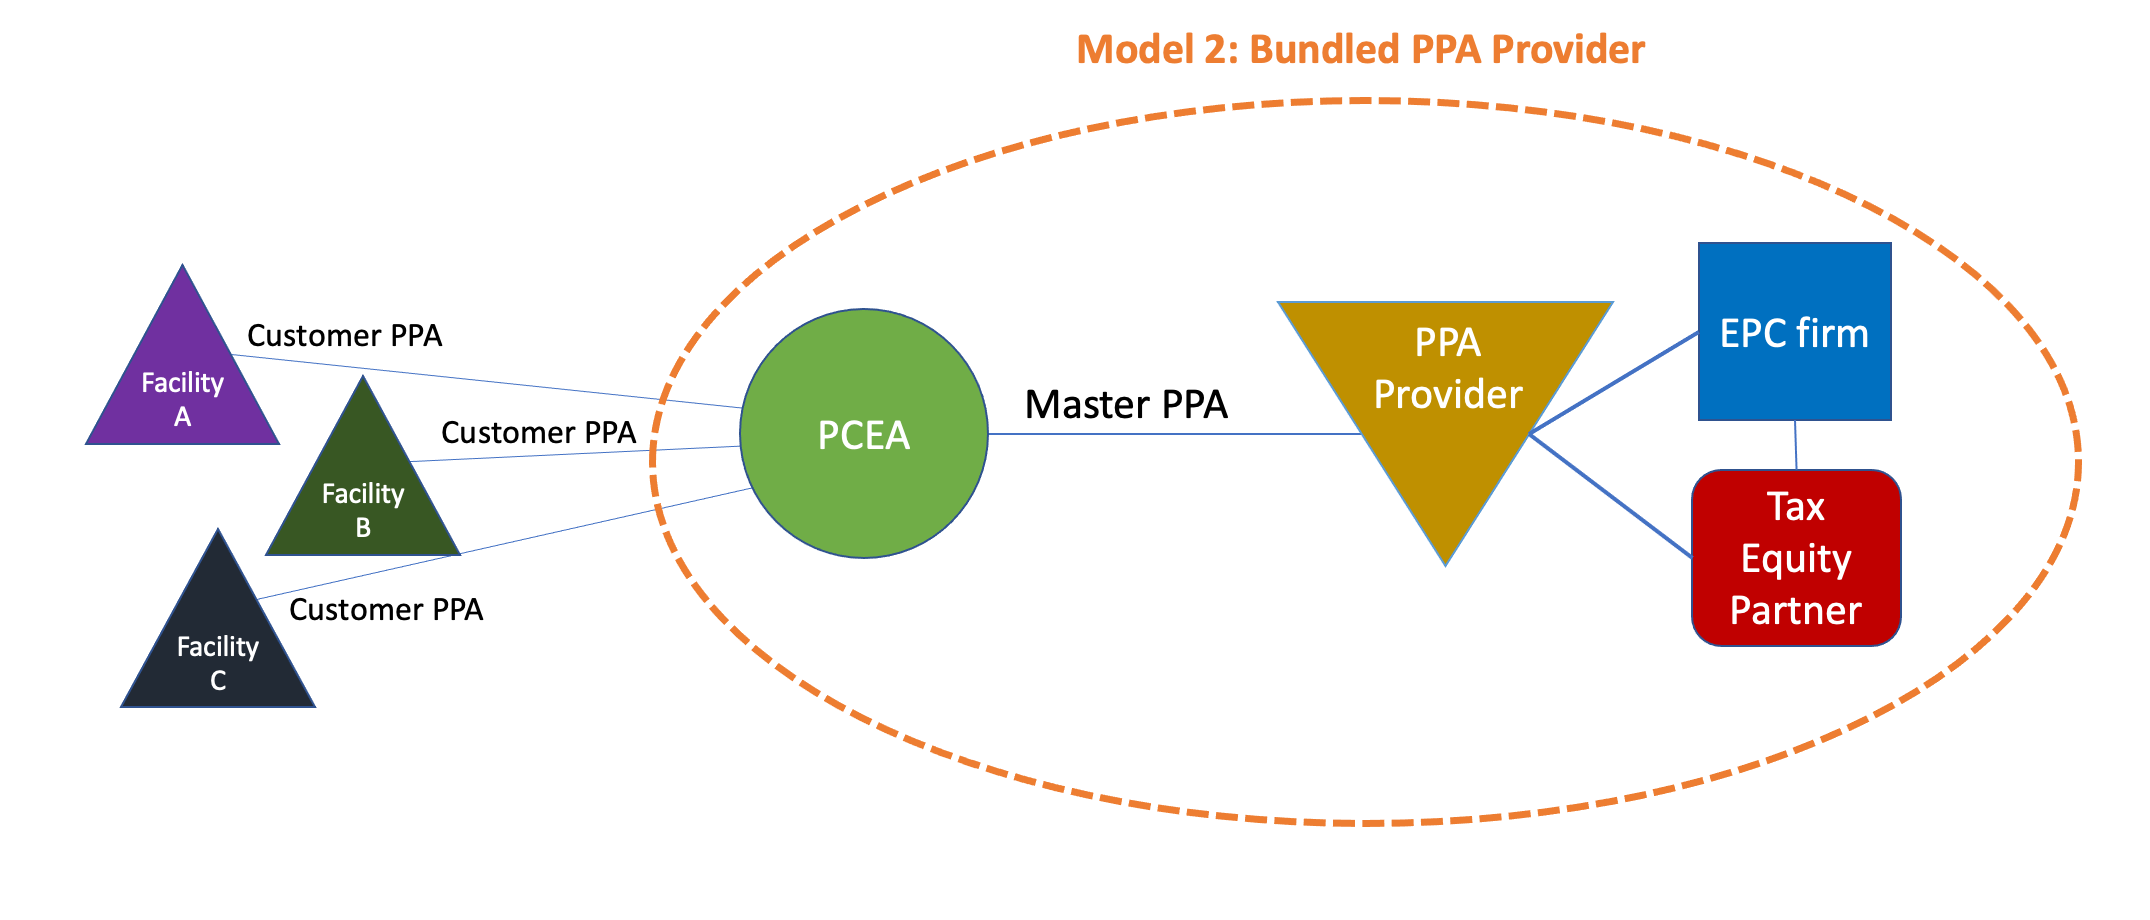 Model 2: Bundled PPA Provider
Customer PPA
Facility
A
Customer PPA
Facility
B
Customer PPA
Facility
C
PCEA
Master PPA
PPA
Provider
EPC firm
Tax
Equity
Partner